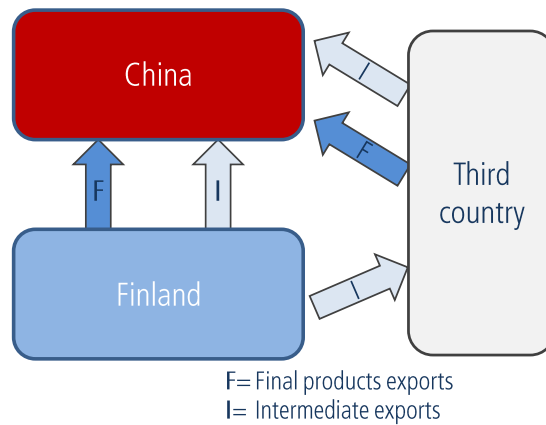 China
I
F
F
I
Third
country
Finland
I
F= Final products exports
I= Intermediate exports